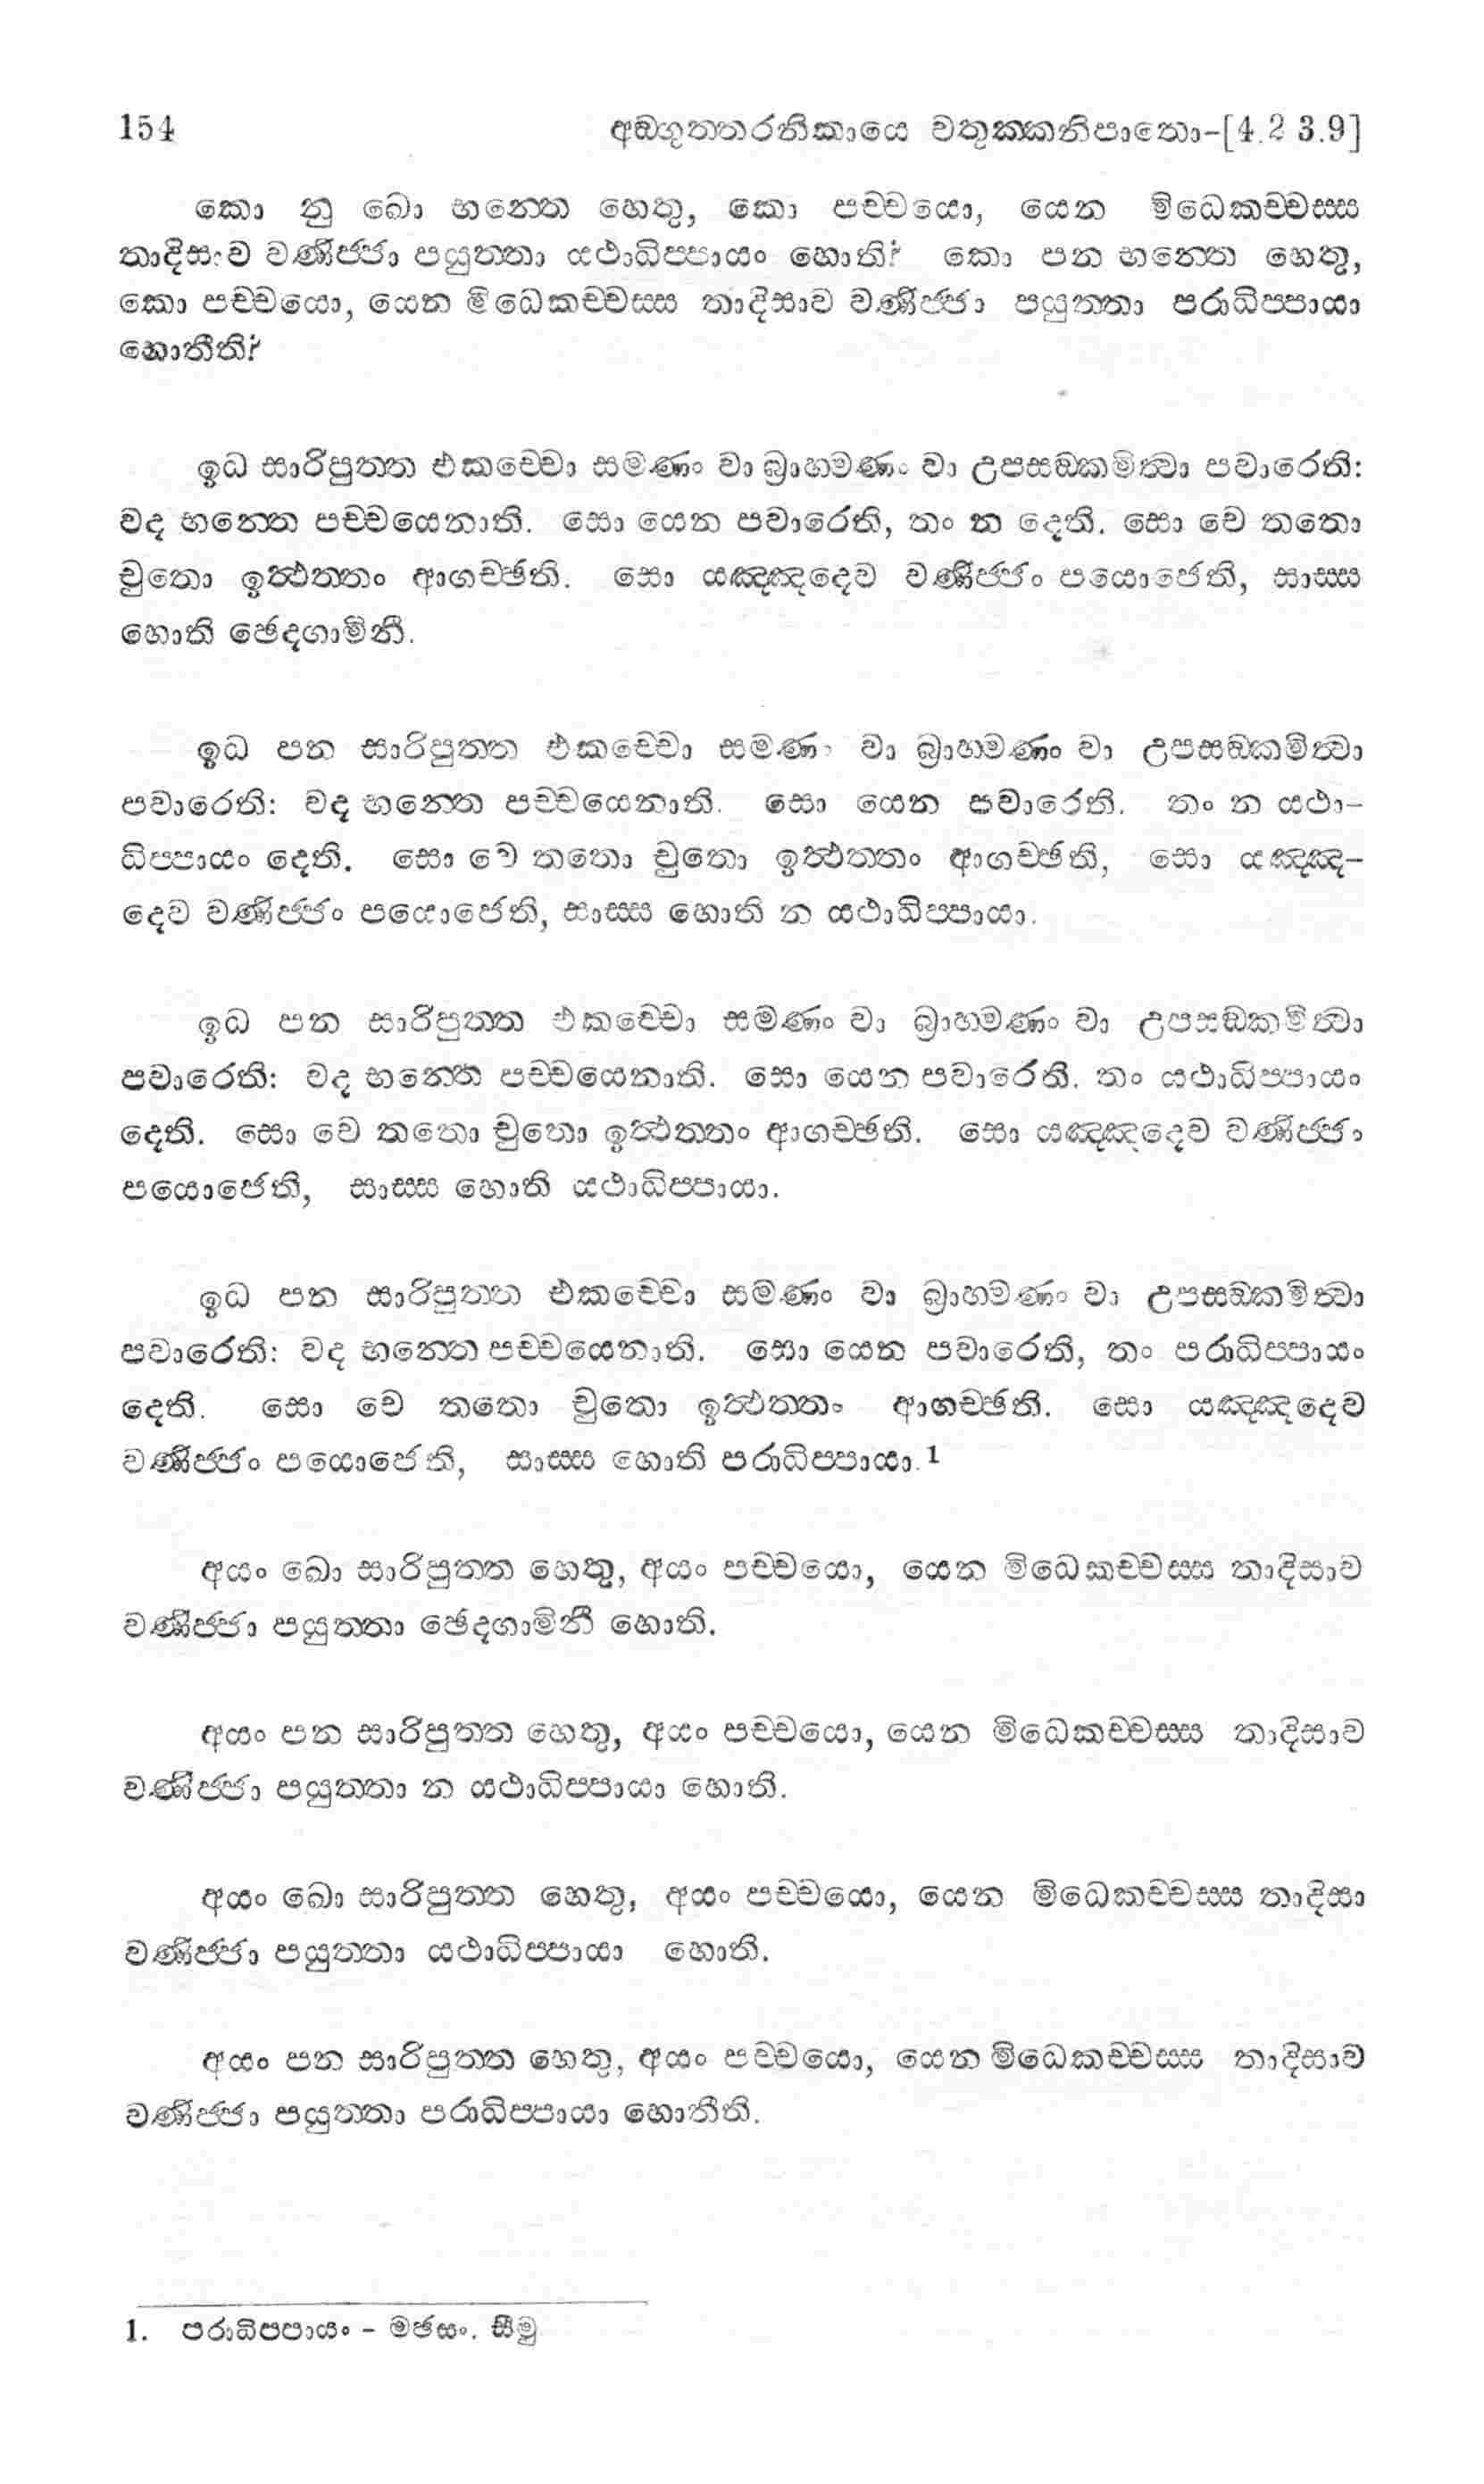 154 අඞ්ගුත්තරනිකායෙ චතුක්කනිපාතො-[4.2 3.9]
කො නු ඛො භන්තෙ හෙතු, කො පච්චයො, යෙන මිධෙකච්චස්ස
තාදිසාව වණිජ්ජා පයුත්තා යථාධිප්පායං හොති? කො පන භන්තෙ හෙතු,
කො පච්චයො, යෙන මිධෙකච්චස්ස තාදිසාව වණිජ්ජා පයුත්තා පරාධිප්පායා
හොතීති?
ඉධ සාරිපුත්ත එකච්චො සමණං වා බ්‍රාහ්මණං වා උපසඞ්කමිත්වා පවාරෙති:
වද භන්තෙ පච්චයෙනාති. සො යෙන පවාරෙති, තං න දෙති. සො චෙ තතො
චුතො ඉත්ථත්තං ආගච්ඡති. සො යඤ්ඤදෙව වණිජ්ජං පයොජෙති, සාස්ස
හොති ඡෙදගාමිනී.
ඉධ පන සාරිපුත්ත එකච්චො සමණං වා බ්‍රාහ්මණං වා උපසඞ්කමිත්වා
පවාරෙති: වද භන්තෙ පච්චයෙනාති. සො යෙන පවාරෙති. තං න යථා-
ධිප්පායං දෙති. සො චෙ තතො චුතො ඉත්ථත්තං ආගච්ඡති, සො යඤ්ඤ-
දෙව වණිජ්ජං පයොජෙති, සාස්ස හොති න යථාධිප්පායා.
ඉධ පන සාරිපුත්ත එකච්චො සමණං වා බ්‍රාහ්මණං වා උපසඞ්කමිත්වා
පවාරෙති: වද භන්තෙ පච්චයෙනාති. සො යෙන පවාරෙති. තං යථාධිප්පායං
දෙති. සො චෙ තතො චුතො ඉත්ථත්තං ආගච්ඡති. සො යඤ්ඤදෙව වණිජ්ජං
පයොජෙති, සාස්ස හොති යථාධිප්පායා.
ඉධ පන සාරිපුත්ත එකච්චො සමණං වා බ්‍රාහ්මණං වා උපසඞ්කමිත්වා
පවාරෙති: වද භන්තෙ පච්චයෙනාති. සො යෙන පවාරෙති, තං පරාධිප්පායං
දෙති. සො චෙ තතො චුතො ඉත්ථත්තං ආගච්ඡති. සො යඤ්ඤදෙව
වණිජ්ජං පයොජෙති, සාස්ස හොති පරාධිප්පායා.1
අයං ඛො සාරිපුත්ත හෙතු, අයං පච්චයො, යෙන මිධෙකච්චස්ස තාදිසාව
වණිජ්ජා පයුත්තා ඡෙදගාමිනී හොති.
අයං පන සාරිපුත්ත හෙතු, අයං පච්චයො, යෙන මිධෙකච්චස්ස තාදිසාව
වණිජ්ජා පයුත්තා න යථාධිප්පායා හොති.
අයං ඛො සාරිපුත්ත හෙතු, අයං පච්චයො, යෙන මිධෙකච්චස්ස තාදිසා
වණිජ්ජා පයුත්තා යථාධිප්පායා හොති.
අයං පන සාරිපුත්ත හෙතු, අයං පච්චයො, යෙන මිධෙකච්චස්ස තාදිසාව
වණිජ්ජා පයුත්තා පරාධිප්පායා හොතීති.
1. පරාධිප්පායං - මඡසං. සීමු